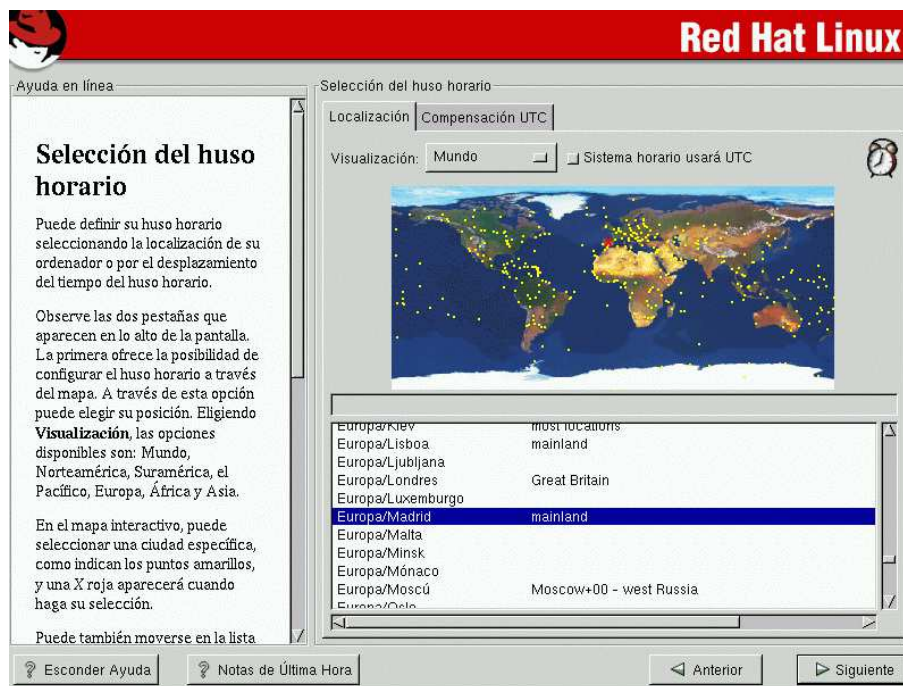 Red Hat Linux
Ayuda en línea
Selección del huso
horario
Puede definir su huso horario
seleccionando la localización de su
ordenador o por el desplazamiento
del tiempo del huso horario.
Observe las dos pestañas que
aparecen en lo alto de la pantalla.
La primera ofrece la posibilidad de
configurar el huso horario a través
del mapa. A través de esta opción
puede elegir su posición. Eligiendo
Visualización, las opciones
disponibles son: Mundo,
Norteamérica, Suramérica, el
Pacífico, Europa, África y Asia.
En el mapa interactivo, puede
seleccionar una ciudad específica,
como indican los puntos amarillos,
y una X roja aparecerá cuando
haga su selección.
Puede también moverse en la lista
Selección del huso horario
Localización Compensación UTC
Visualización: Mundo Sistema horario usará UTC
Europa/Kiev most locations
Europa/Lisboa mainland
Europa/Ljubljana
Europa/Londres Great Britain
Europa/Luxemburgo
Europa/Madrid mainland
Europa/Malta
Europa/Minsk
Europa/Mónaco
Europa/Moscú Moscow+00 - west Russia
Europa/Oslo
Esconder Ayuda Notas de Última Hora Anterior Siguiente